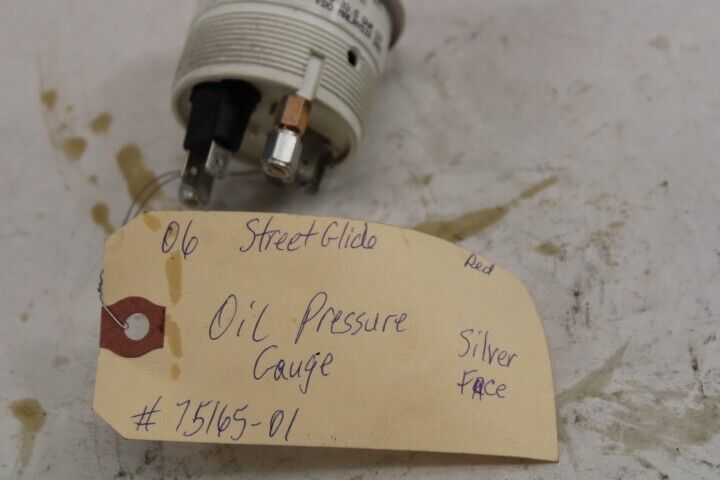 06 Street Glide
Red
Oil Pressure
Gauge
Silver
Face
# 75165-01